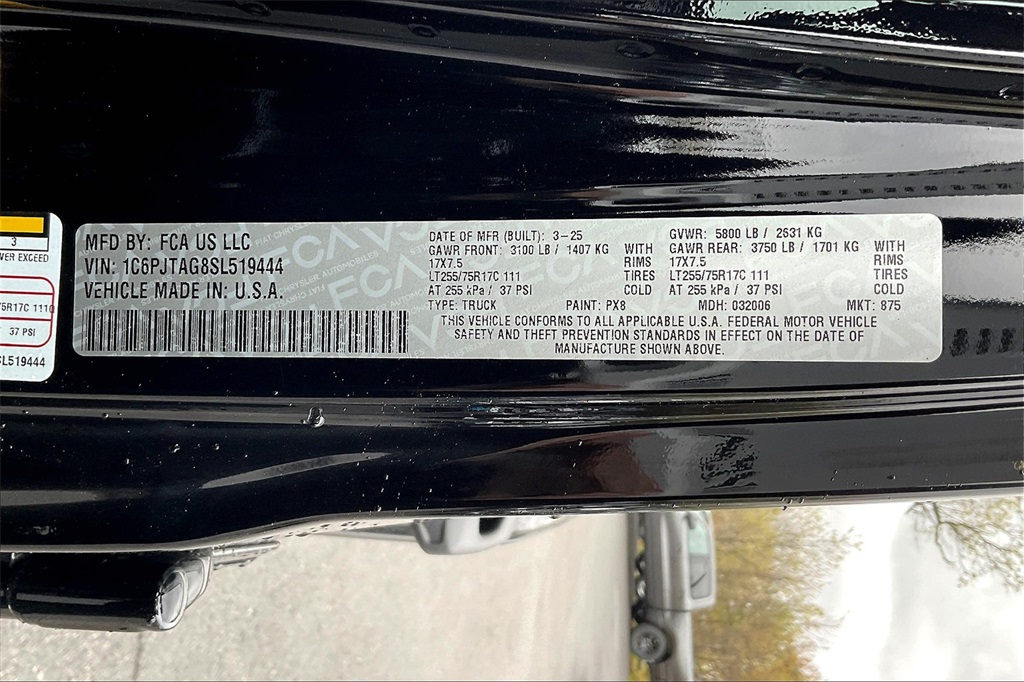 3
WER EXCEED
75R17C 111
37 PSI
SL519444
MFD BY: FCA US LLC
VIN: 1C6PJTAG8SL519444
VEHICLE MADE IN: U.S.A.
DATE OF MFR (BUILT): 3-25 GVWR: 5800 LB / 2631 KG
GAWR FRONT: 3100 LB / 1407 KG WITH GAWR REAR: 3750 LB / 1701 KG WITH
17X7.5 RIMS 17X7.5 RIMS
LT255/75R17C 111 TIRES LT255/75R17C 111 TIRES
AT 255 kPa / 37 PSI COLD AT 255 kPa / 37 PSI COLD
TYPE: TRUCK PAINT: PX8 MDH: 032006 MKT: 875
THIS VEHICLE CONFORMS TO ALL APPLICABLE U.S.A. FEDERAL MOTOR VEHICLE
SAFETY AND THEFT PREVENTION STANDARDS IN EFFECT ON THE DATE OF
MANUFACTURE SHOWN ABOVE.